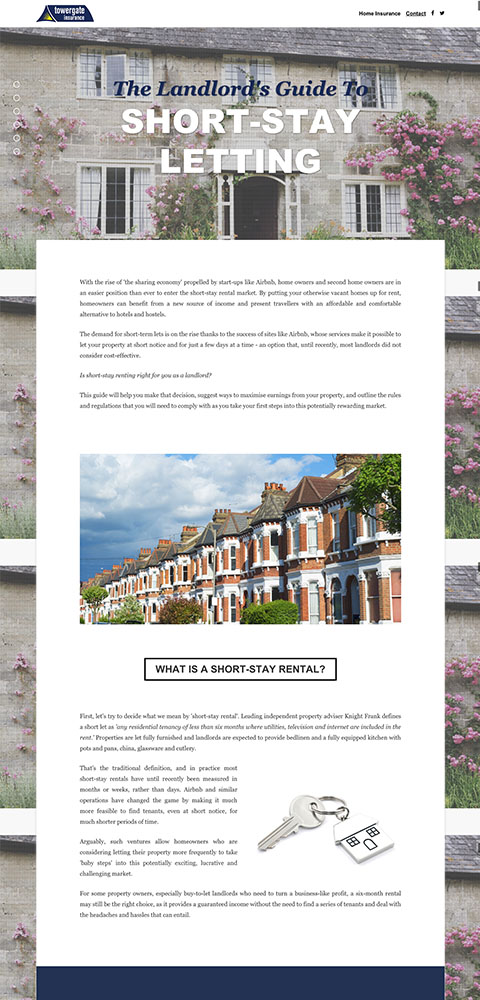 towergate
insurance
Home Insurance Contact
The Landlord's Guide To
SHORT-STAY
LETTING
With the rise of 'the sharing economy' propelled by start-ups like Airbnb, home owners and second home owners are in
an easier position than ever to enter the short-stay rental market. By putting your otherwise vacant homes up for rent,
homeowners can benefit from a new source of income and present travellers with an affordable and comfortable
alternative to hotels and hostels.
The demand for short-term lets is on the rise thanks to the success of sites like Airbnb, whose services make it possible to
let your property at short notice and for just a few days at a time - an option that, until recently, most landlords did not
consider cost-effective.
Is short-stay renting right for you as a landlord?
This guide will help you make that decision, suggest ways to maximise earnings from your property, and outline the rules
and regulations that you will need to comply with as you take your first steps into this potentially rewarding market.
WHAT IS A SHORT-STAY RENTAL?
First, let's try to decide what we mean by 'short-stay rental'. Leading independent property adviser Knight Frank defines
a short let as 'any residential tenancy of less than six months where utilities, television and internet are included in the
rent.' Properties are let fully furnished and landlords are expected to provide bedlinen and a fully equipped kitchen with
pots and pans, china, glassware and cutlery.
That's the traditional definition, and in practice most
short-stay rentals have until recently been measured in
months or weeks, rather than days. Airbnb and similar
operations have changed the game by making it much
more feasible to find tenants, even at short notice, for
much shorter periods of time.
Arguably, such ventures allow homeowners who are
considering letting their property more frequently to take
'baby steps' into this potentially exciting, lucrative and
challenging market.
For some property owners, especially buy-to-let landlords who need to turn a business-like profit, a six-month rental
may still be the right choice, as it provides a guaranteed income without the need to find a series of tenants and deal with
the headaches and hassles that can entail.